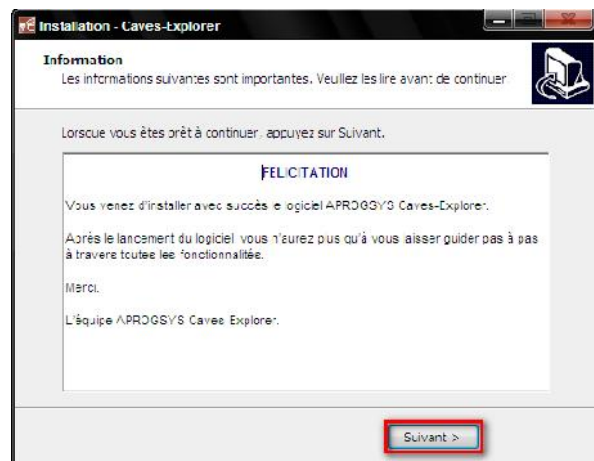 Installation - Caves-Explorer
Information
Les informations suivantes sont importantes. Veuillez les lire avant de continuer.
Lorsque vous êtes prêt à continuer, appuyez sur Suivant.
FELICITATION
Vous venez d'installer avec succès le logiciel APROGSYS Caves-Explorer.
Après le lancement du logiciel vous n'aurez plus qu'à vous laisser guider pas à pas
à travers toutes les fonctionnalités.
Merci.
L'équipe APROGSYS Caves Explorer.
Suivant >